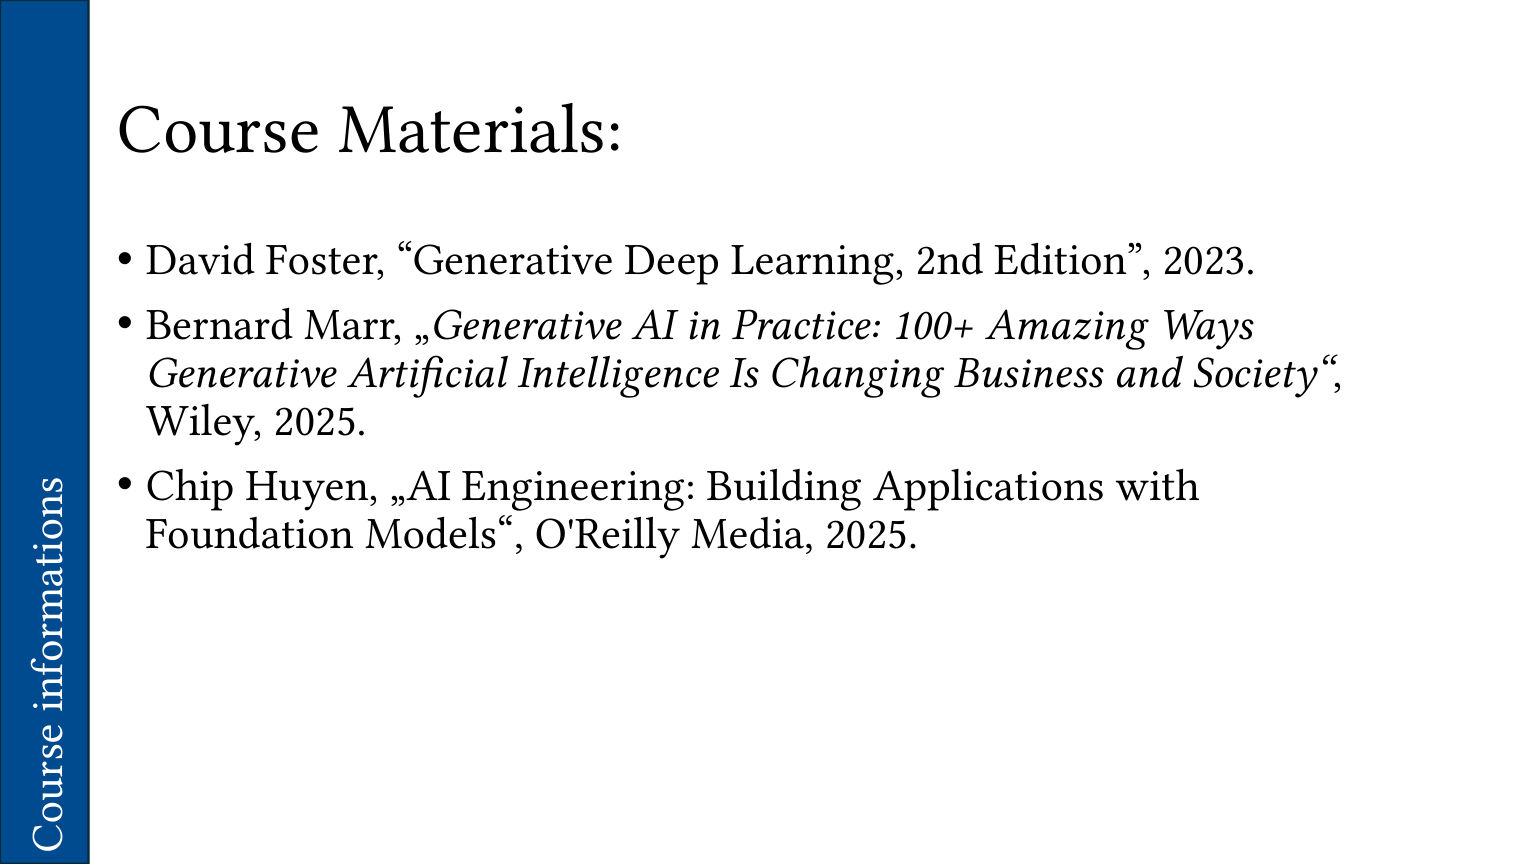 Course Materials:
• David Foster, “Generative Deep Learning, 2nd Edition”, 2023.
• Bernard Marr, „Generative AI in Practice: 100+ Amazing Ways
Generative Artificial Intelligence Is Changing Business and Society“,
Wiley, 2025.
• Chip Huyen, „AI Engineering: Building Applications with
Foundation Models“, O'Reilly Media, 2025.
Course informations